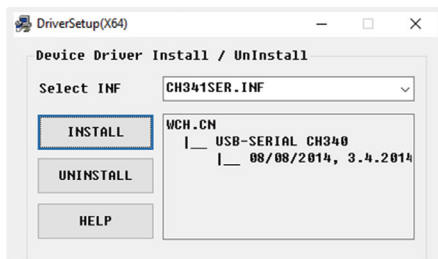 DriverSetup(X64)
Device Driver Install / UnInstall
Select INF
CH341SER.INF
INSTALL
UNINSTALL
HELP
WCH.CN
|__ USB-SERIAL CH340
|__ 08/08/2014, 3.4.2014